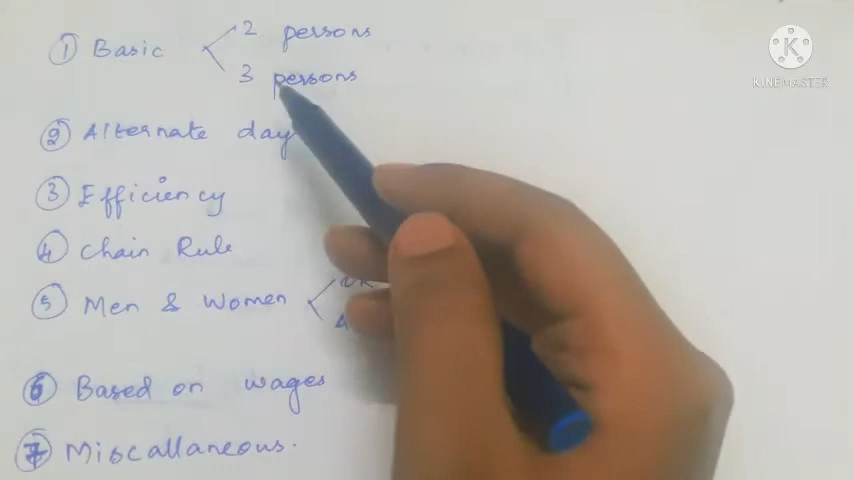 ① Basic < 2 persons
3 persons
② Alternate day
③ Efficiency
④ Chain Rule
⑤ Men & Women <
⑥ Based on wages
⑦ Miscallaneous.
K
KINEMASTER